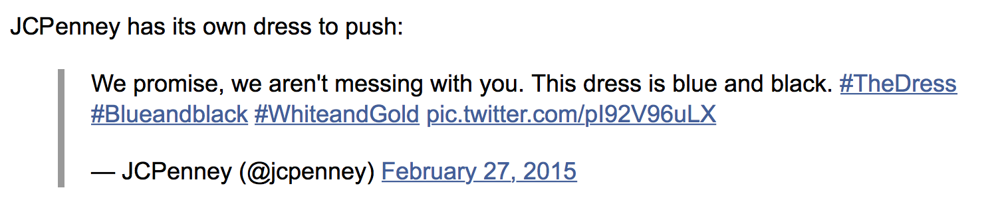 JCPenney has its own dress to push:
We promise, we aren't messing with you. This dress is blue and black. #TheDress
#Blueandblack #WhiteandGold pic.twitter.com/pI92V96uLX
— JCPenney (@jcpenney) February 27, 2015